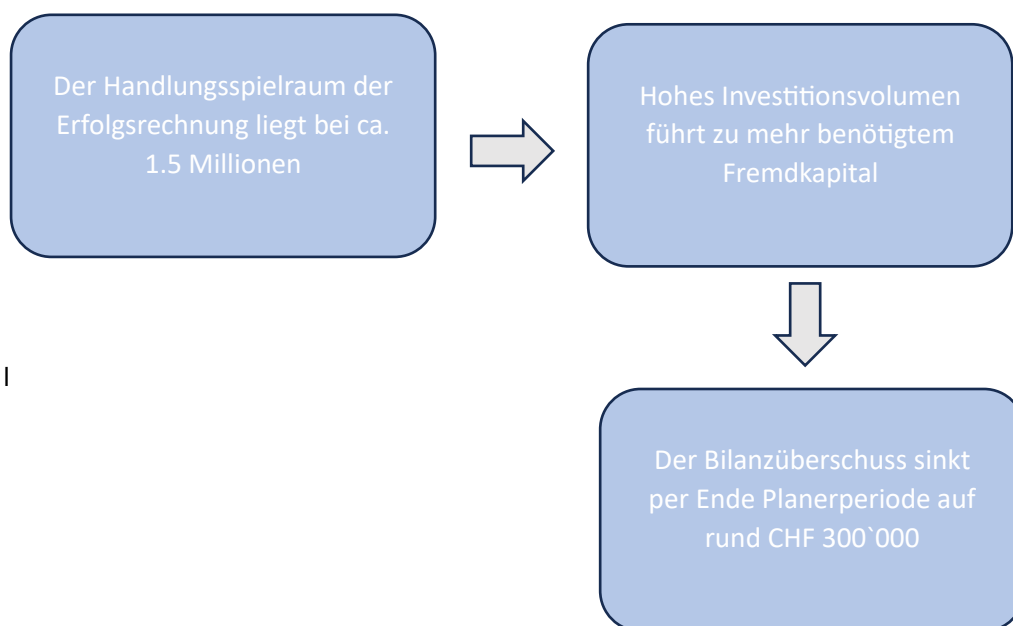 Der Handlungsspielraum der
Erfolgsrechnung liegt bei ca.
1.5 Millionen
Hohes Investitionsvolumen
führt zu mehr benötigtem
Fremdkapital
l
Der Bilanzüberschuss sinkt
per Ende Planerperiode auf
rund CHF 300`000